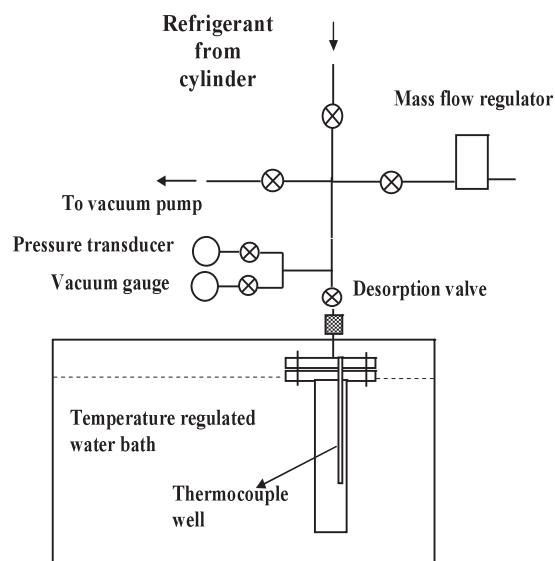 Refrigerant
from
cylinder
Mass flow regulator
To vacuum pump
Pressure transducer
Vacuum gauge
Desorption valve
Temperature regulated
water bath
Thermocouple
well